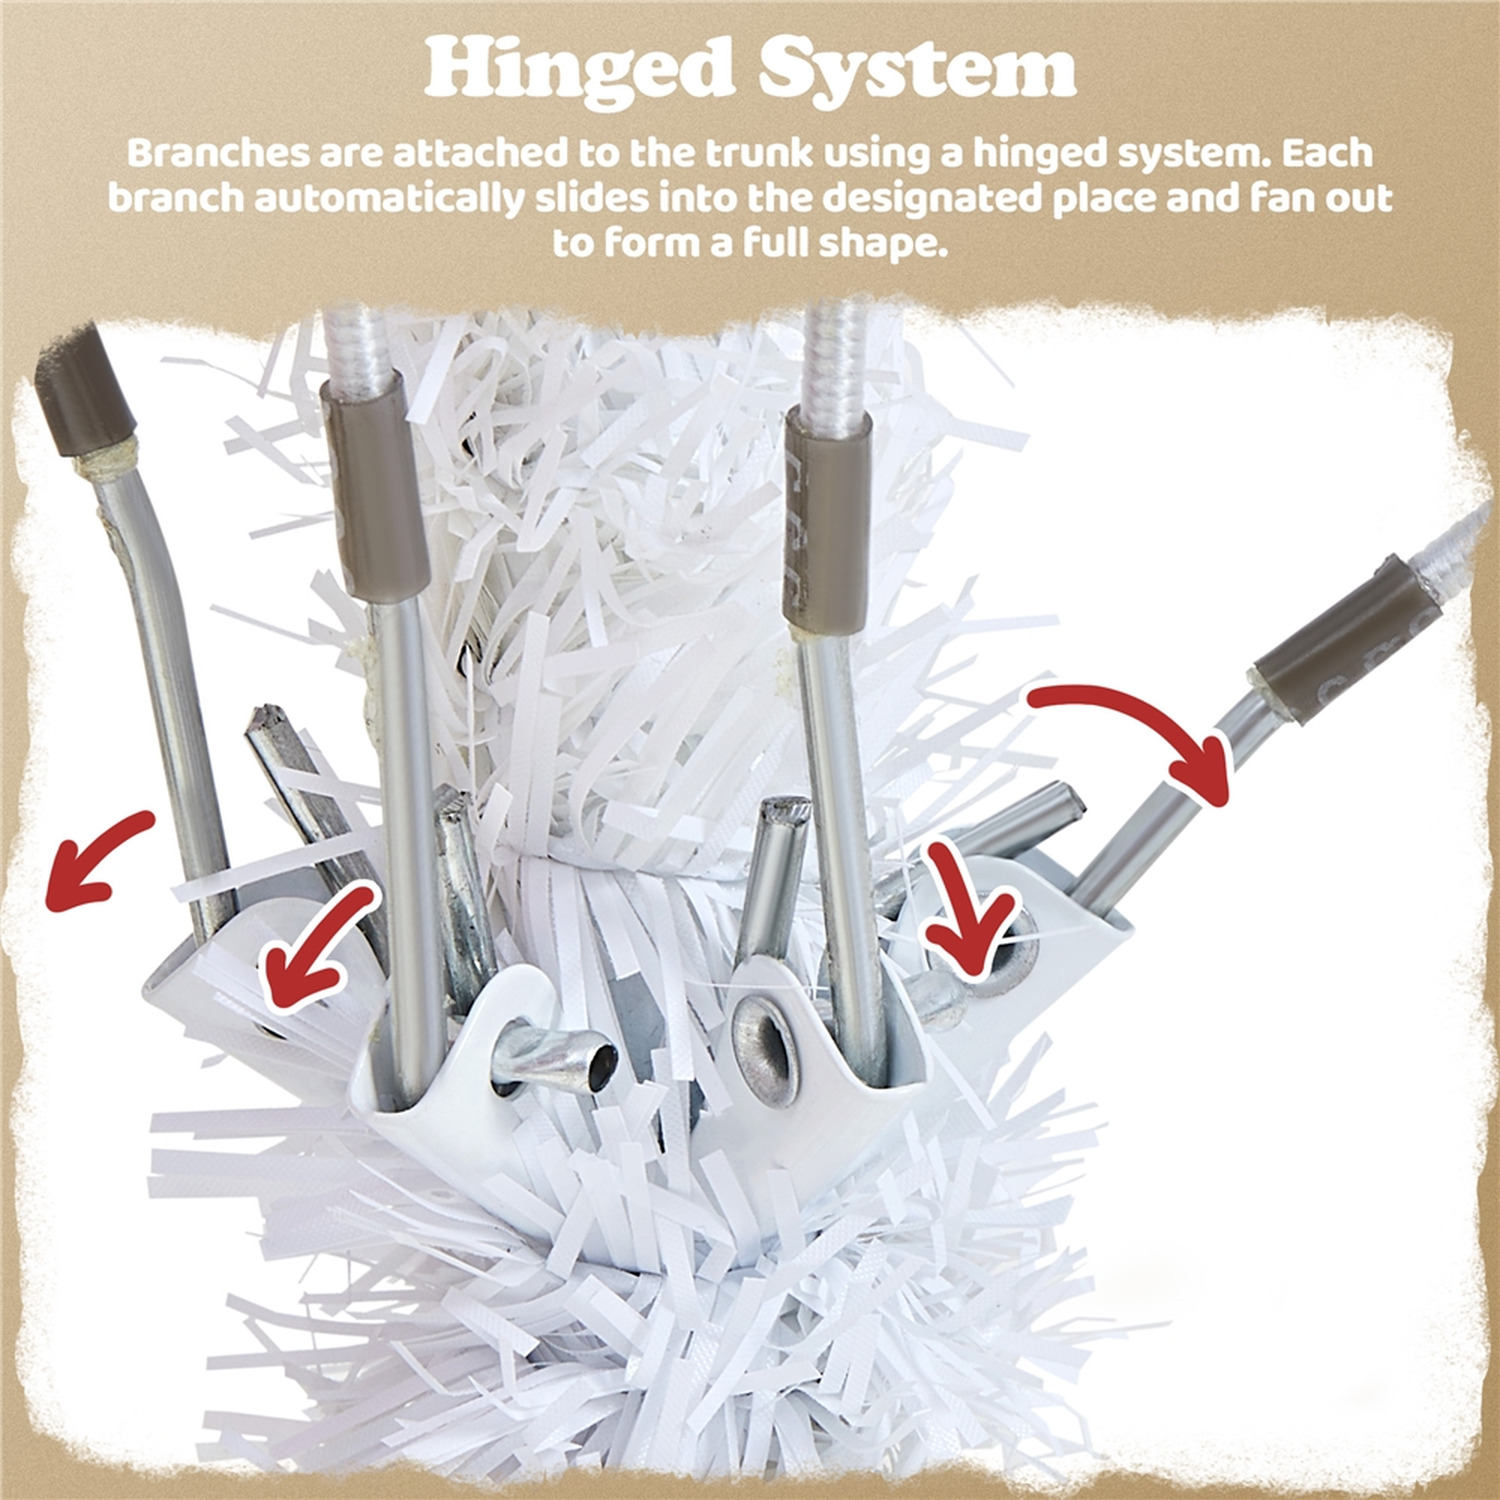 Hinged System
Branches are attached to the trunk using a hinged system. Each
branch automatically slides into the designated place and fan out
to form a full shape.